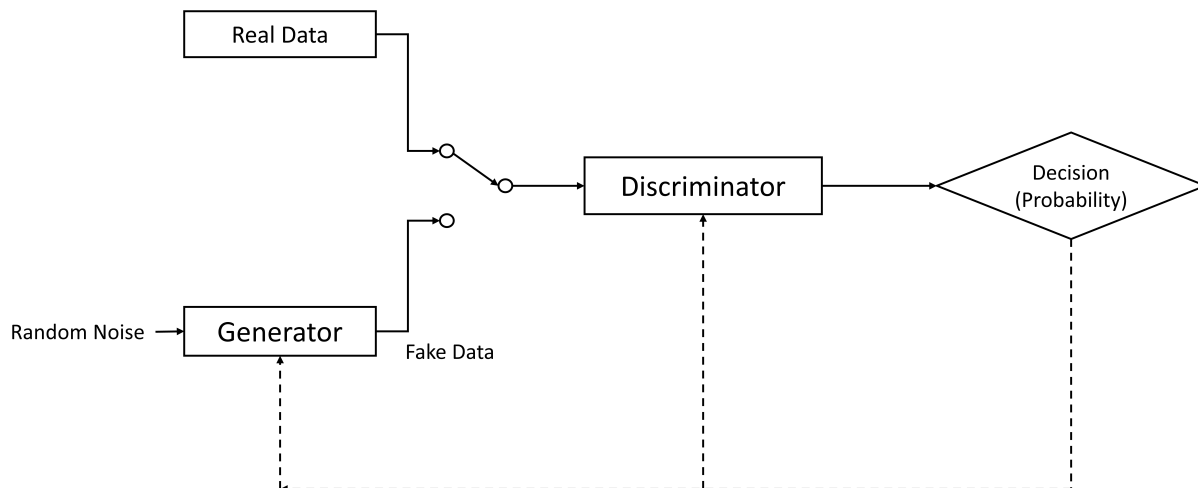 Real Data
Discriminator
Decision
(Probability)
Random Noise
Generator
Fake Data